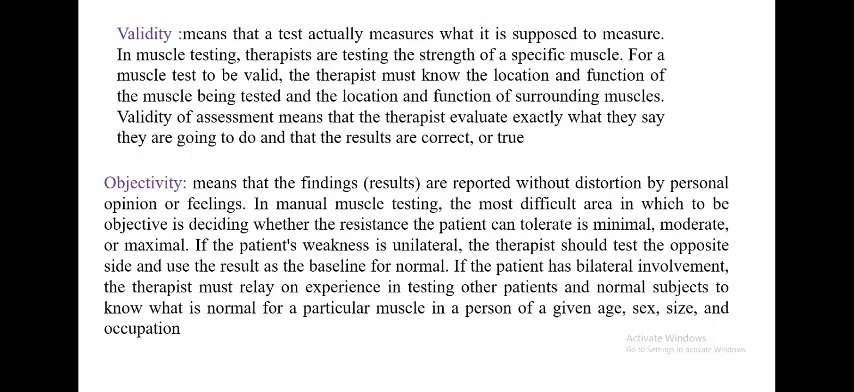 Validity :means that a test actually measures what it is supposed to measure.
In muscle testing, therapists are testing the strength of a specific muscle. For a
muscle test to be valid, the therapist must know the location and function of
the muscle being tested and the location and function of surrounding muscles.
Validity of assessment means that the therapist evaluate exactly what they say
they are going to do and that the results are correct, or true
Objectivity: means that the findings (results) are reported without distortion by personal
opinion or feelings. In manual muscle testing, the most difficult area in which to be
objective is deciding whether the resistance the patient can tolerate is minimal, moderate,
or maximal. If the patient's weakness is unilateral, the therapist should test the opposite
side and use the result as the baseline for normal. If the patient has bilateral involvement,
the therapist must relay on experience in testing other patients and normal subjects to
know what is normal for a particular muscle in a person of a given age, sex, size, and
occupation
Activate Windows
Go to Settings to activate Windows